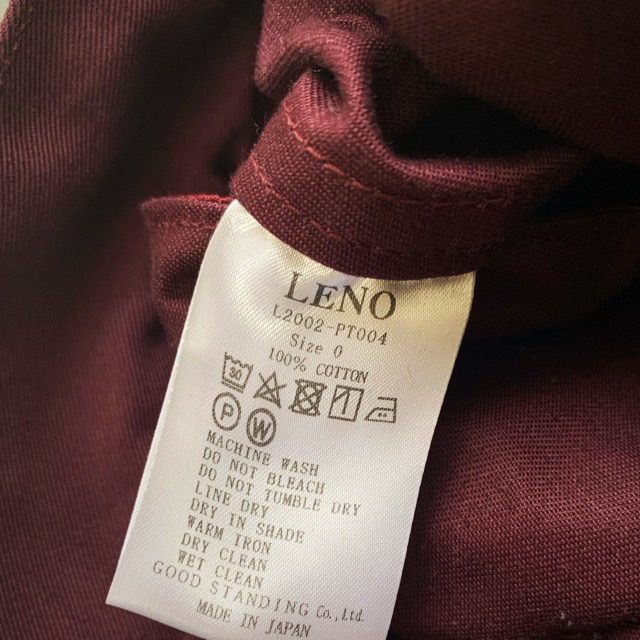 LENO
L2002-PT004
Size 0
100% COTTON
30
P W
MACHINE WASH
DO NOT BLEACH
DO NOT TUMBLE DRY
LINE DRY
DRY IN SHADE
WARM IRON
DRY CLEAN
WET CLEAN
GOOD STANDING Co., Ltd.
MADE IN JAPAN